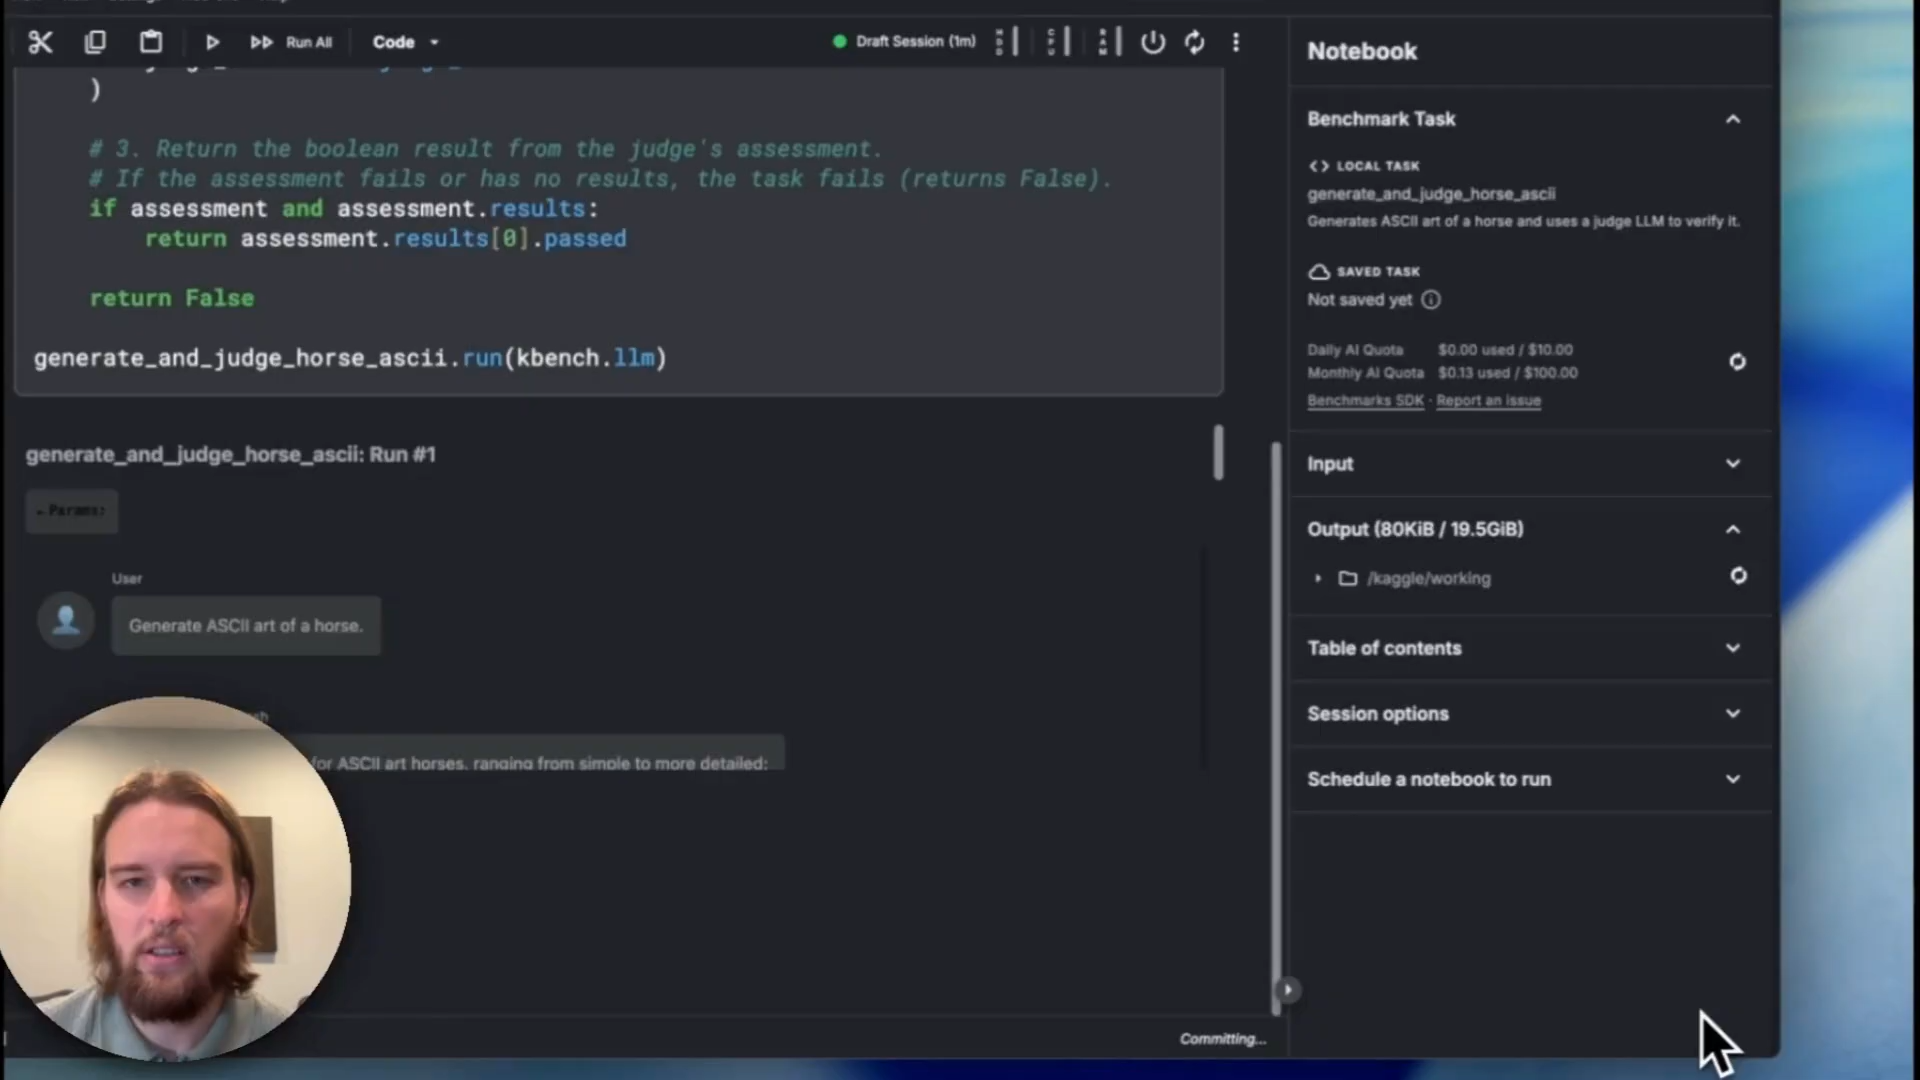 Run All
Code
Draft Session (1m)
HDD
CPU
RAM
)
# 3. Return the boolean result from the judge's assessment.
# If the assessment fails or has no results, the task fails (returns False).
if assessment and assessment.results:
return assessment.results[0].passed
return False
generate_and_judge_horse_ascii.run(kbench.llm)
generate_and_judge_horse_ascii: Run #1
Params:
User
Generate ASCII art of a horse.
for ASCII art horses, ranging from simple to more detailed:
Committing...
Notebook
Benchmark Task
<> LOCAL TASK
generate_and_judge_horse_ascii
Generates ASCII art of a horse and uses a judge LLM to verify it.
SAVED TASK
Not saved yet
Daily AI Quota $0.00 used / $10.00
Monthly AI Quota $0.13 used / $100.00
Benchmarks SDK · Report an issue
Input
Output (80KiB / 19.5GiB)
/kaggle/working
Table of contents
Session options
Schedule a notebook to run